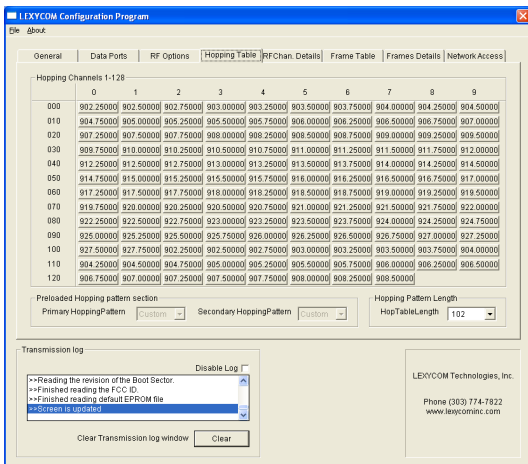 LEXYCOM Configuration Program
File About
General Data Ports RF Options Hopping Table RFChan. Details Frame Table Frames Details Network Access
Hopping Channels 1-128
0 1 2 3 4 5 6 7 8 9
000 902.25000 902.50000 902.75000 903.00000 903.25000 903.50000 903.75000 904.00000 904.25000 904.50000
010 904.75000 905.00000 905.25000 905.50000 905.75000 906.00000 906.25000 906.50000 906.75000 907.00000
020 907.25000 907.50000 907.75000 908.00000 908.25000 908.50000 908.75000 909.00000 909.25000 909.50000
030 909.75000 910.00000 910.25000 910.50000 910.75000 911.00000 911.25000 911.50000 911.75000 912.00000
040 912.25000 912.50000 912.75000 913.00000 913.25000 913.50000 913.75000 914.00000 914.25000 914.50000
050 914.75000 915.00000 915.25000 915.50000 915.75000 916.00000 916.25000 916.50000 916.75000 917.00000
060 917.25000 917.50000 917.75000 918.00000 918.25000 918.50000 918.75000 919.00000 919.25000 919.50000
070 919.75000 920.00000 920.25000 920.50000 920.75000 921.00000 921.25000 921.50000 921.75000 922.00000
080 922.25000 922.50000 922.75000 923.00000 923.25000 923.50000 923.75000 924.00000 924.25000 924.75000
090 925.00000 925.25000 925.50000 925.75000 926.00000 926.25000 926.50000 926.75000 927.00000 927.25000
100 927.50000 927.75000 902.25000 902.50000 902.75000 903.00000 903.25000 903.50000 903.75000 904.00000
110 904.25000 904.50000 904.75000 905.00000 905.25000 905.50000 905.75000 906.00000 906.25000 906.50000
120 906.75000 907.00000 907.25000 907.50000 907.75000 908.00000 908.25000 908.50000
Preloaded Hopping pattern section Hopping Pattern Length
Primary HoppingPattern Custom Secondary HoppingPattern Custom HopTableLength 102
Transmission log
Disable Log
>>Reading the revision of the Boot Sector.
>>Finished reading the FCC ID.
>>Finished reading default EPROM file
>>Screen is updated
Clear Transmission log window Clear
LEXYCOM Technologies, Inc.
Phone (303) 774-7822
www.lexycominc.com